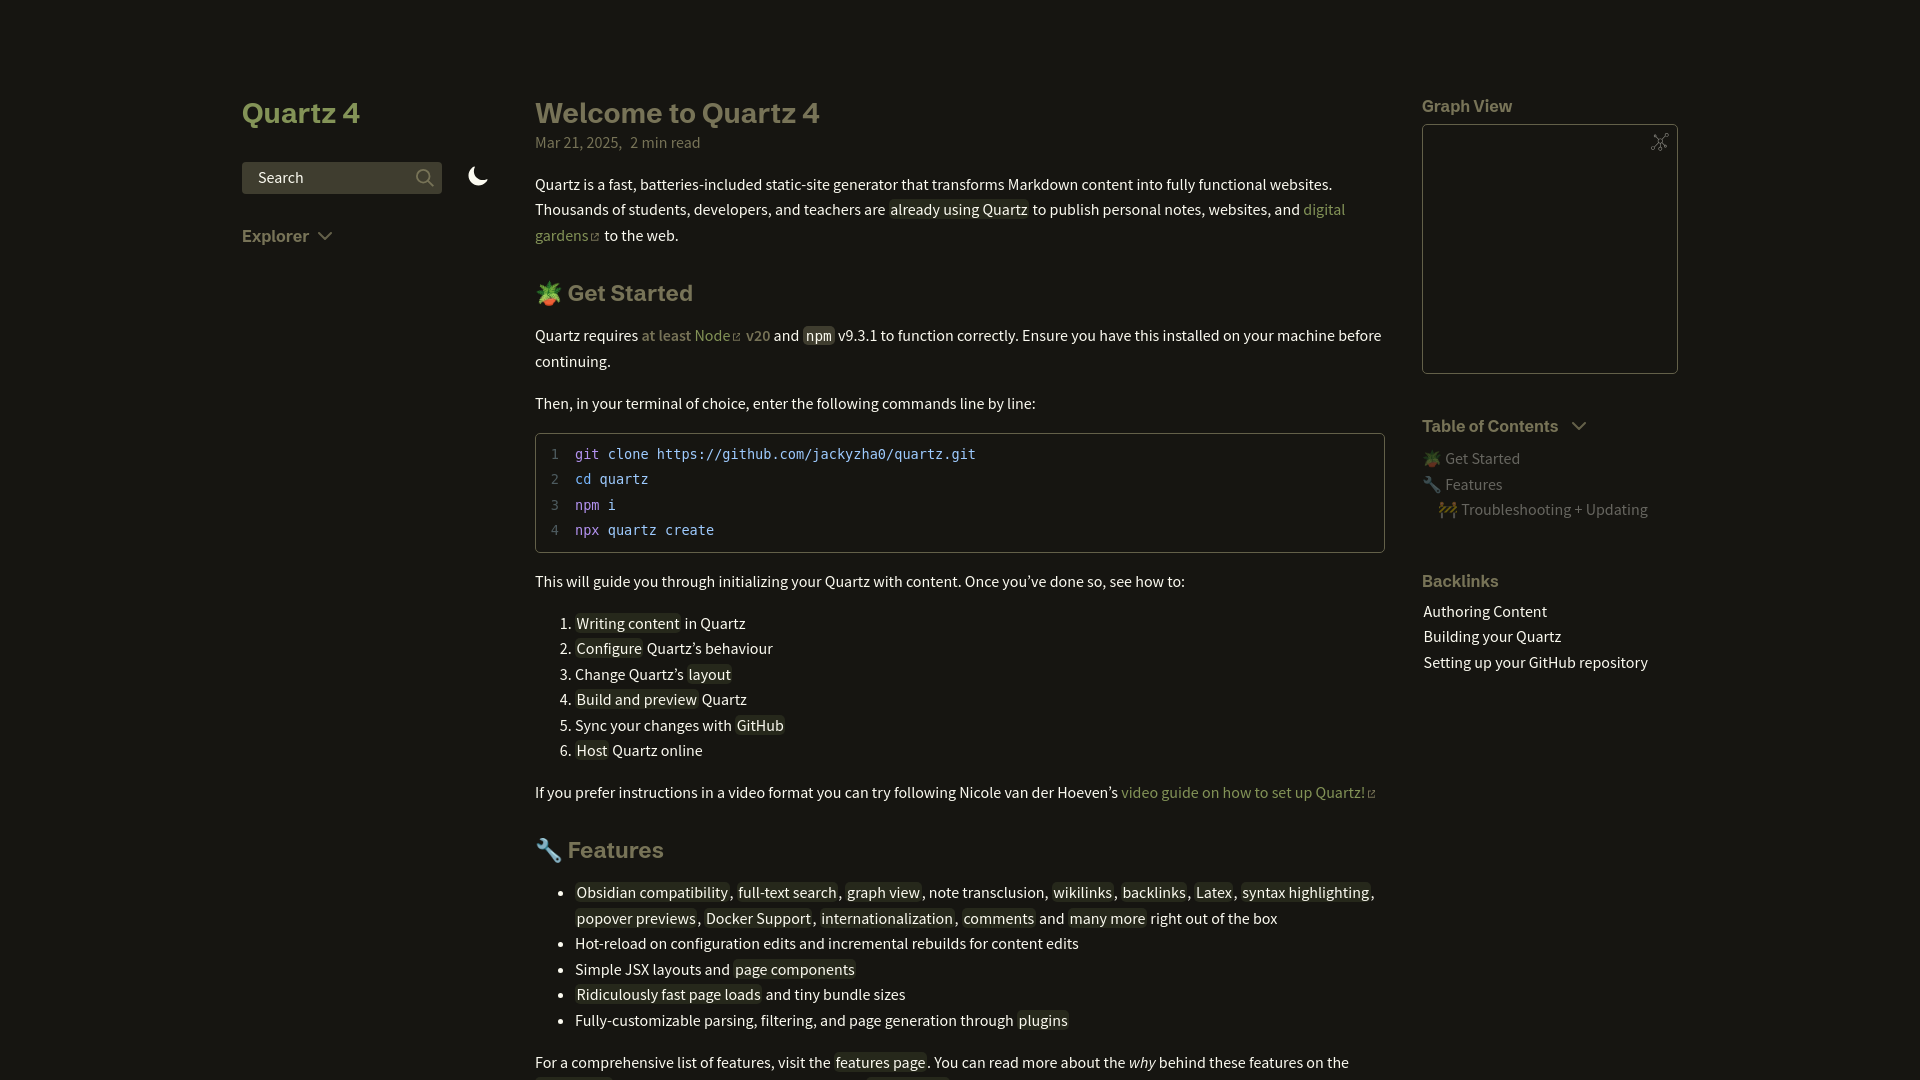 Quartz 4
Search
Explorer
Welcome to Quartz 4
Mar 21, 2025, 2 min read
Quartz is a fast, batteries-included static-site generator that transforms Markdown content into fully functional websites.
Thousands of students, developers, and teachers are already using Quartz to publish personal notes, websites, and digital
gardens to the web.
🪴 Get Started
Quartz requires at least Node v20 and npm v9.3.1 to function correctly. Ensure you have this installed on your machine before
continuing.
Then, in your terminal of choice, enter the following commands line by line:
1 git clone https://github.com/jackyzha0/quartz.git
2 cd quartz
3 npm i
4 npx quartz create
This will guide you through initializing your Quartz with content. Once you’ve done so, see how to:
1. Writing content in Quartz
2. Configure Quartz’s behaviour
3. Change Quartz’s layout
4. Build and preview Quartz
5. Sync your changes with GitHub
6. Host Quartz online
If you prefer instructions in a video format you can try following Nicole van der Hoeven’s video guide on how to set up Quartz!
🔧 Features
• Obsidian compatibility, full-text search, graph view, note transclusion, wikilinks, backlinks, Latex, syntax highlighting,
popover previews, Docker Support, internationalization, comments and many more right out of the box
• Hot-reload on configuration edits and incremental rebuilds for content edits
• Simple JSX layouts and page components
• Ridiculously fast page loads and tiny bundle sizes
• Fully-customizable parsing, filtering, and page generation through plugins
For a comprehensive list of features, visit the features page. You can read more about the why behind these features on the
Graph View
Table of Contents
🪴 Get Started
🔧 Features
🚧 Troubleshooting + Updating
Backlinks
Authoring Content
Building your Quartz
Setting up your GitHub repository